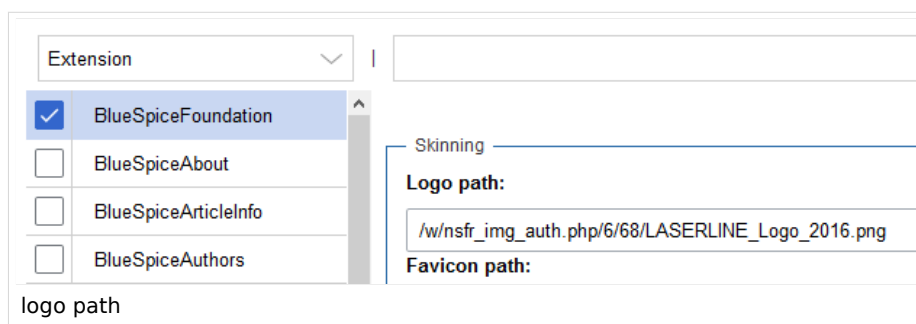 Extension
|
BlueSpiceFoundation
BlueSpiceAbout
BlueSpiceArticleInfo
BlueSpiceAuthors
Skinning
Logo path:
/w/nsfr_img_auth.php/6/68/LASERLINE_Logo_2016.png
Favicon path:
logo path